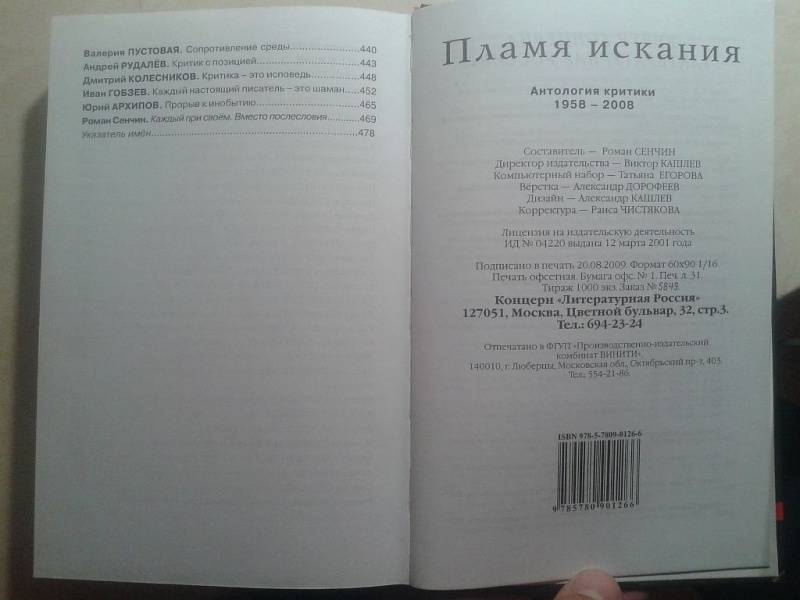 Валерия ПУСТОВАЯ. Сопротивление среды.....................440
Андрей РУДАЛЁВ. Критик с позицией.........................443
Дмитрий КОЛЕСНИКОВ. Критика – это исповедь................448
Иван ГОБЗЕВ. Каждый настоящий писатель – это шаман........452
Юрий АРХИПОВ. Прорыв к инобытию...........................465
Роман Сенчин. Каждый при своём. Вместо послесловия........469
Указатель имён............................................478
Пламя искания
Антология критики
1958 – 2008
Составитель — Роман СЕНЧИН
Директор издательства — Виктор КАШЛЕВ
Компьютерный набор — Татьяна ЕГОРОВА
Вёрстка — Александр ДОРОФЕЕВ
Дизайн — Александр КАШЛЕВ
Корректура — Раиса ЧИСТЯКОВА
Лицензия на издательскую деятельность
ИД № 04220 выдана 12 марта 2001 года
Подписано в печать 20.08.2009. Формат 60х90 1/16
Печать офсетная. Бумага офс. № 1. Печ. л. 31
Тираж 1000 экз. Заказ № 5845.
Концерн «Литературная Россия»
127051, Москва, Цветной бульвар, 32, стр.3.
Тел.: 694-23-24
Отпечатано в ФГУП «Производственно-издательский
комбинат ВИНИТИ».
140010, г. Люберцы, Московская обл., Октябрьский пр-т, 403.
Тел.: 554-21-86.
ISBN 978-5-7809-0126-6
9 785780 901266